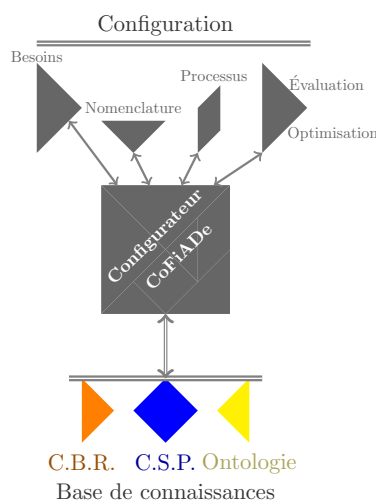 Configuration
Besoins
Processus
Évaluation
Nomenclature
Optimisation
Configurateur
CoFiADe
C.B.R.
C.S.P.
Ontologie
Base de connaissances